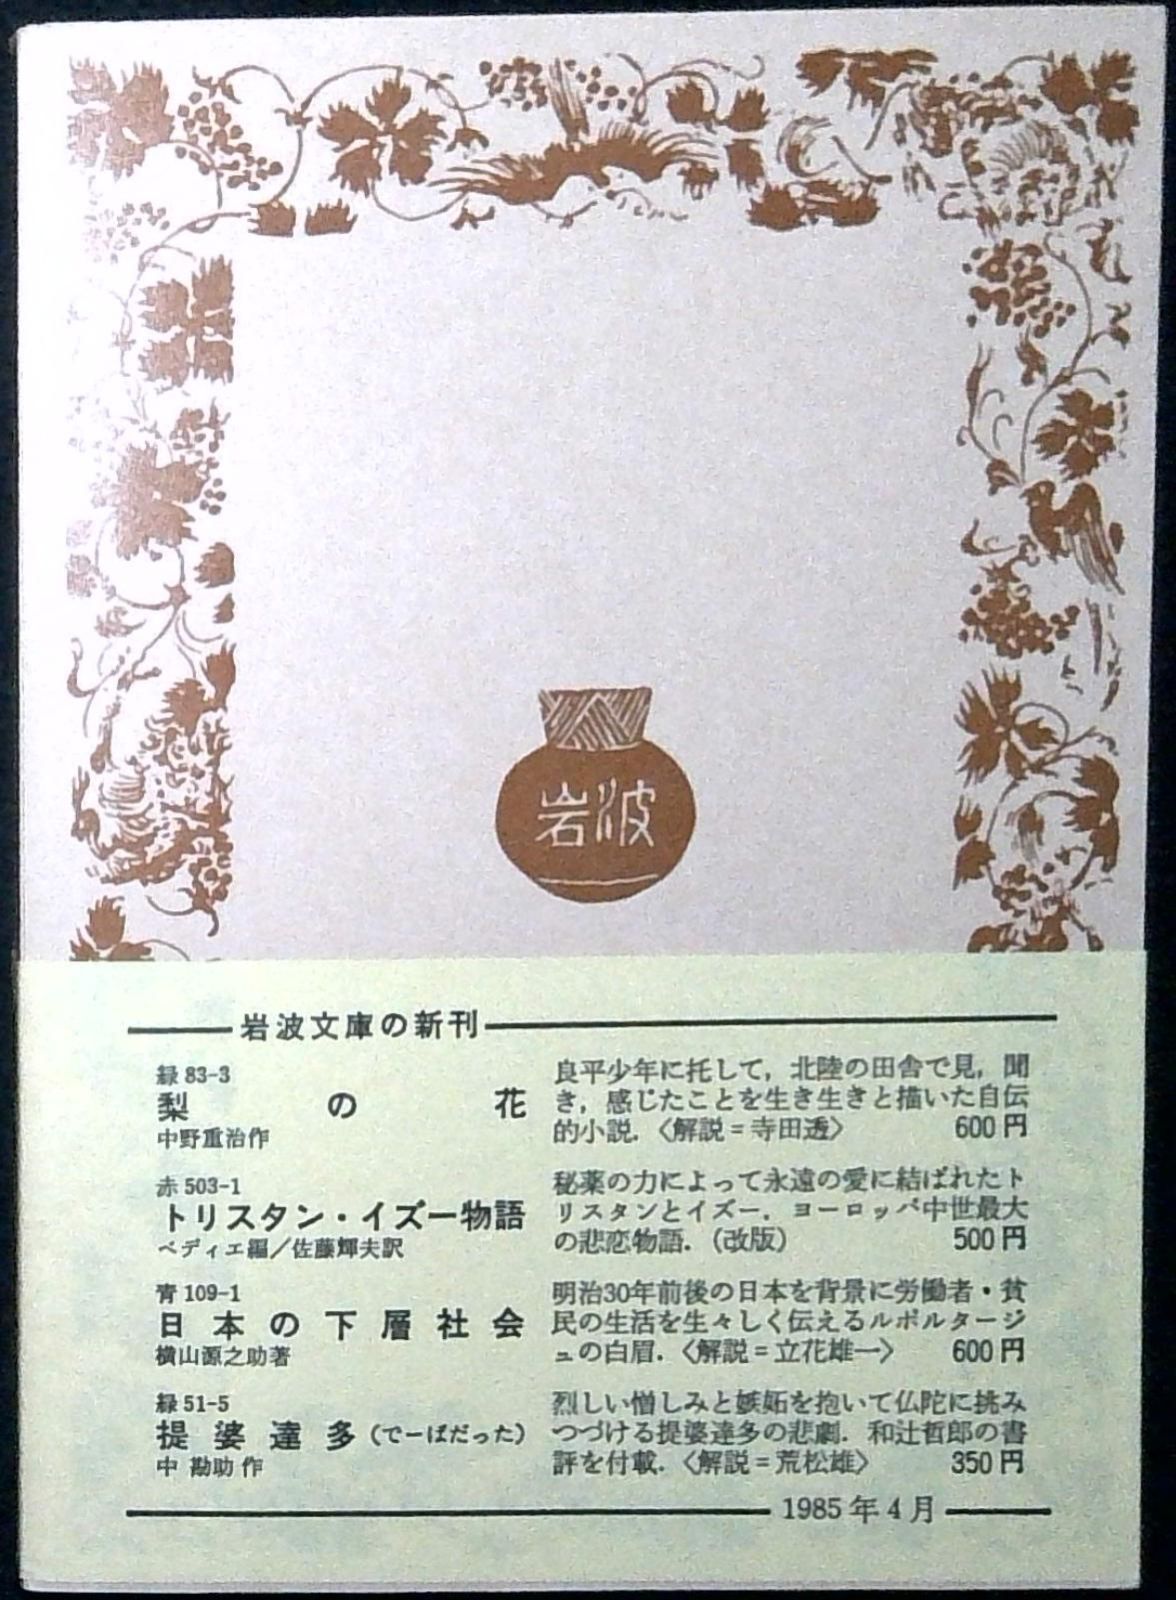 岩波
岩波文庫の新刊
緑 83-3
梨の花
中野重治作
良平少年に托して，北陸の田舎で見，聞
き，感じたことを生き生きと描いた自伝
的小説．〈解説＝寺田透〉 600円
赤 503-1
トリスタン・イズー物語
ベディエ編／佐藤輝夫訳
秘薬の力によって永遠の愛に結ばれたト
リスタンとイズー．ヨーロッパ中世最大
の悲恋物語．（改版） 500円
青 109-1
日本の下層社会
横山源之助著
明治30年前後の日本を背景に労働者・貧
民の生活を生々しく伝えるルポルタージ
ュの白眉．〈解説＝立花雄一〉 600円
緑 51-5
提婆達多（でーばだった）
中 勘助 作
烈しい憎しみと嫉妬を抱いて仏陀に挑み
つづける提婆達多の悲劇．和辻哲郎の書
評を付載．〈解説＝荒松雄〉 350円
1985年4月